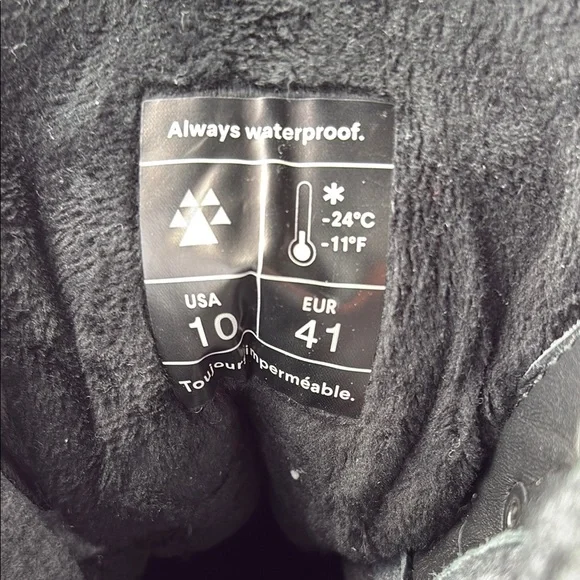 Always waterproof.
-24°C
-11°F
USA
10
EUR
41
Toujours imperméable.